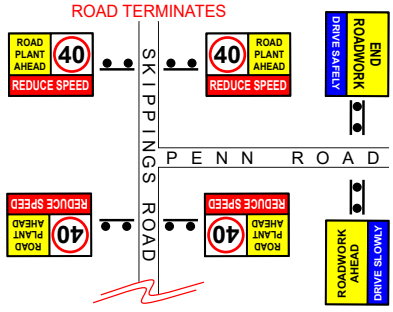 ROAD TERMINATES
ROAD
PLANT
AHEAD
40
REDUCE SPEED
40
ROAD
PLANT
AHEAD
REDUCE SPEED
END
ROADWORK
DRIVE SAFELY
SKIPPINGS ROAD
PENN ROAD
ROAD
PLANT
AHEAD
40
REDUCE SPEED
40
ROAD
PLANT
AHEAD
REDUCE SPEED
ROADWORK
AHEAD
DRIVE SLOWLY